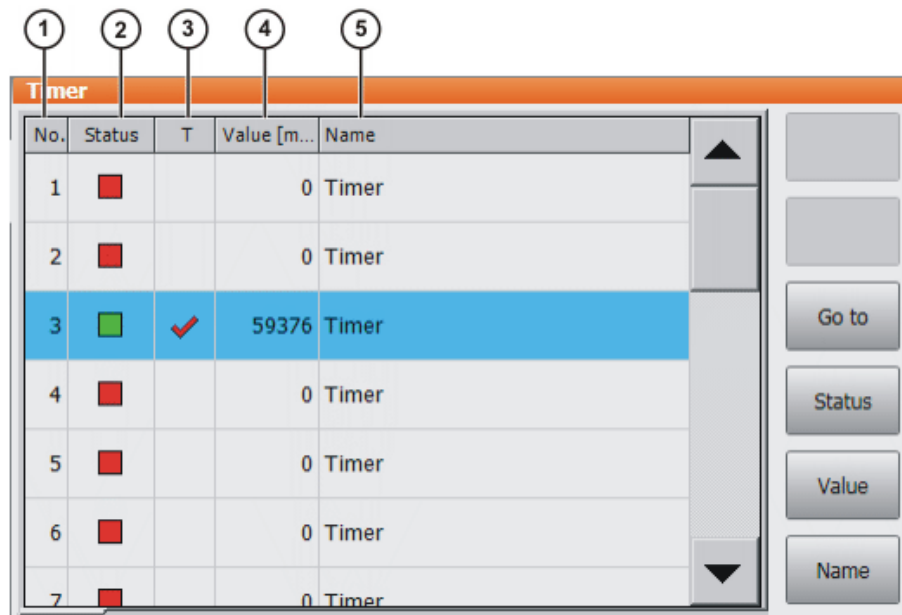 1 2 3 4 5
Timer
No. Status T Value [m... Name
1 0 Timer
2 0 Timer
3 59376 Timer
Go to
4 0 Timer
Status
5 0 Timer
Value
6 0 Timer
Name
7 0 Timer